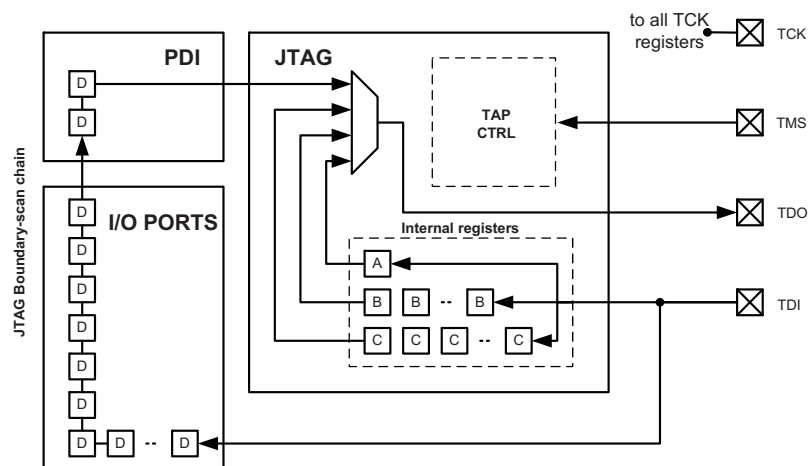 to all TCK
registers
TCK
PDI
JTAG
D
D
TAP
CTRL
TMS
JTAG Boundary-scan chain
I/O PORTS
D
D
D
D
D
D
D D -- D
TDO
Internal registers
A
B B -- B
C C C -- C
TDI